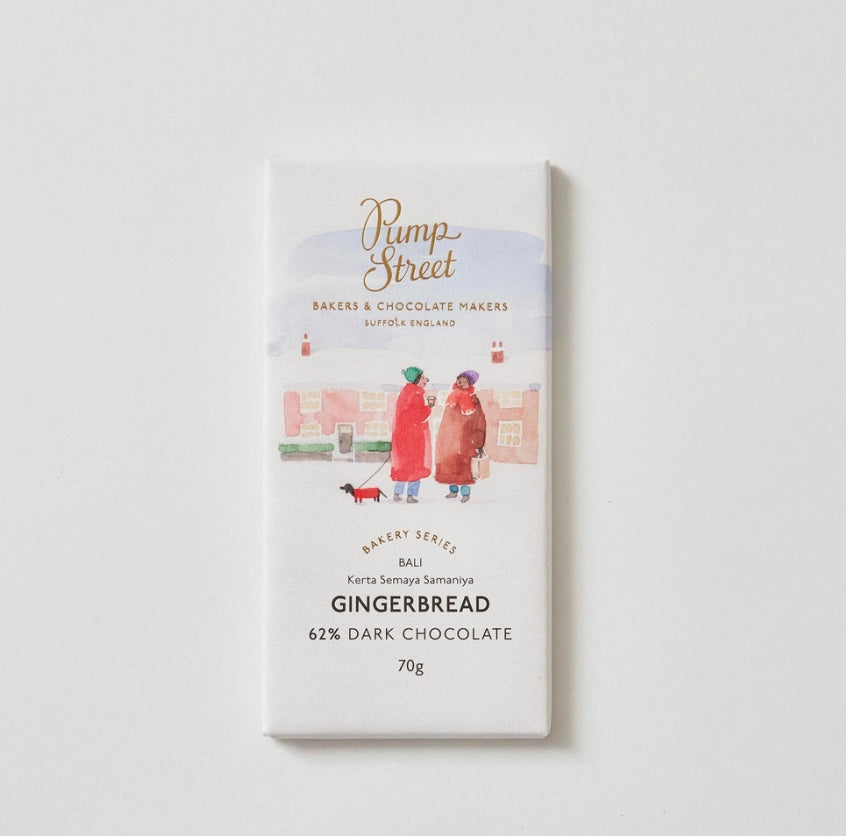 Pump
Street
BAKERS & CHOCOLATE MAKERS
SUFFOLK ENGLAND
BAKERY SERIES
BALI
Kerta Semaya Samaniya
GINGERBREAD
62% DARK CHOCOLATE
70g